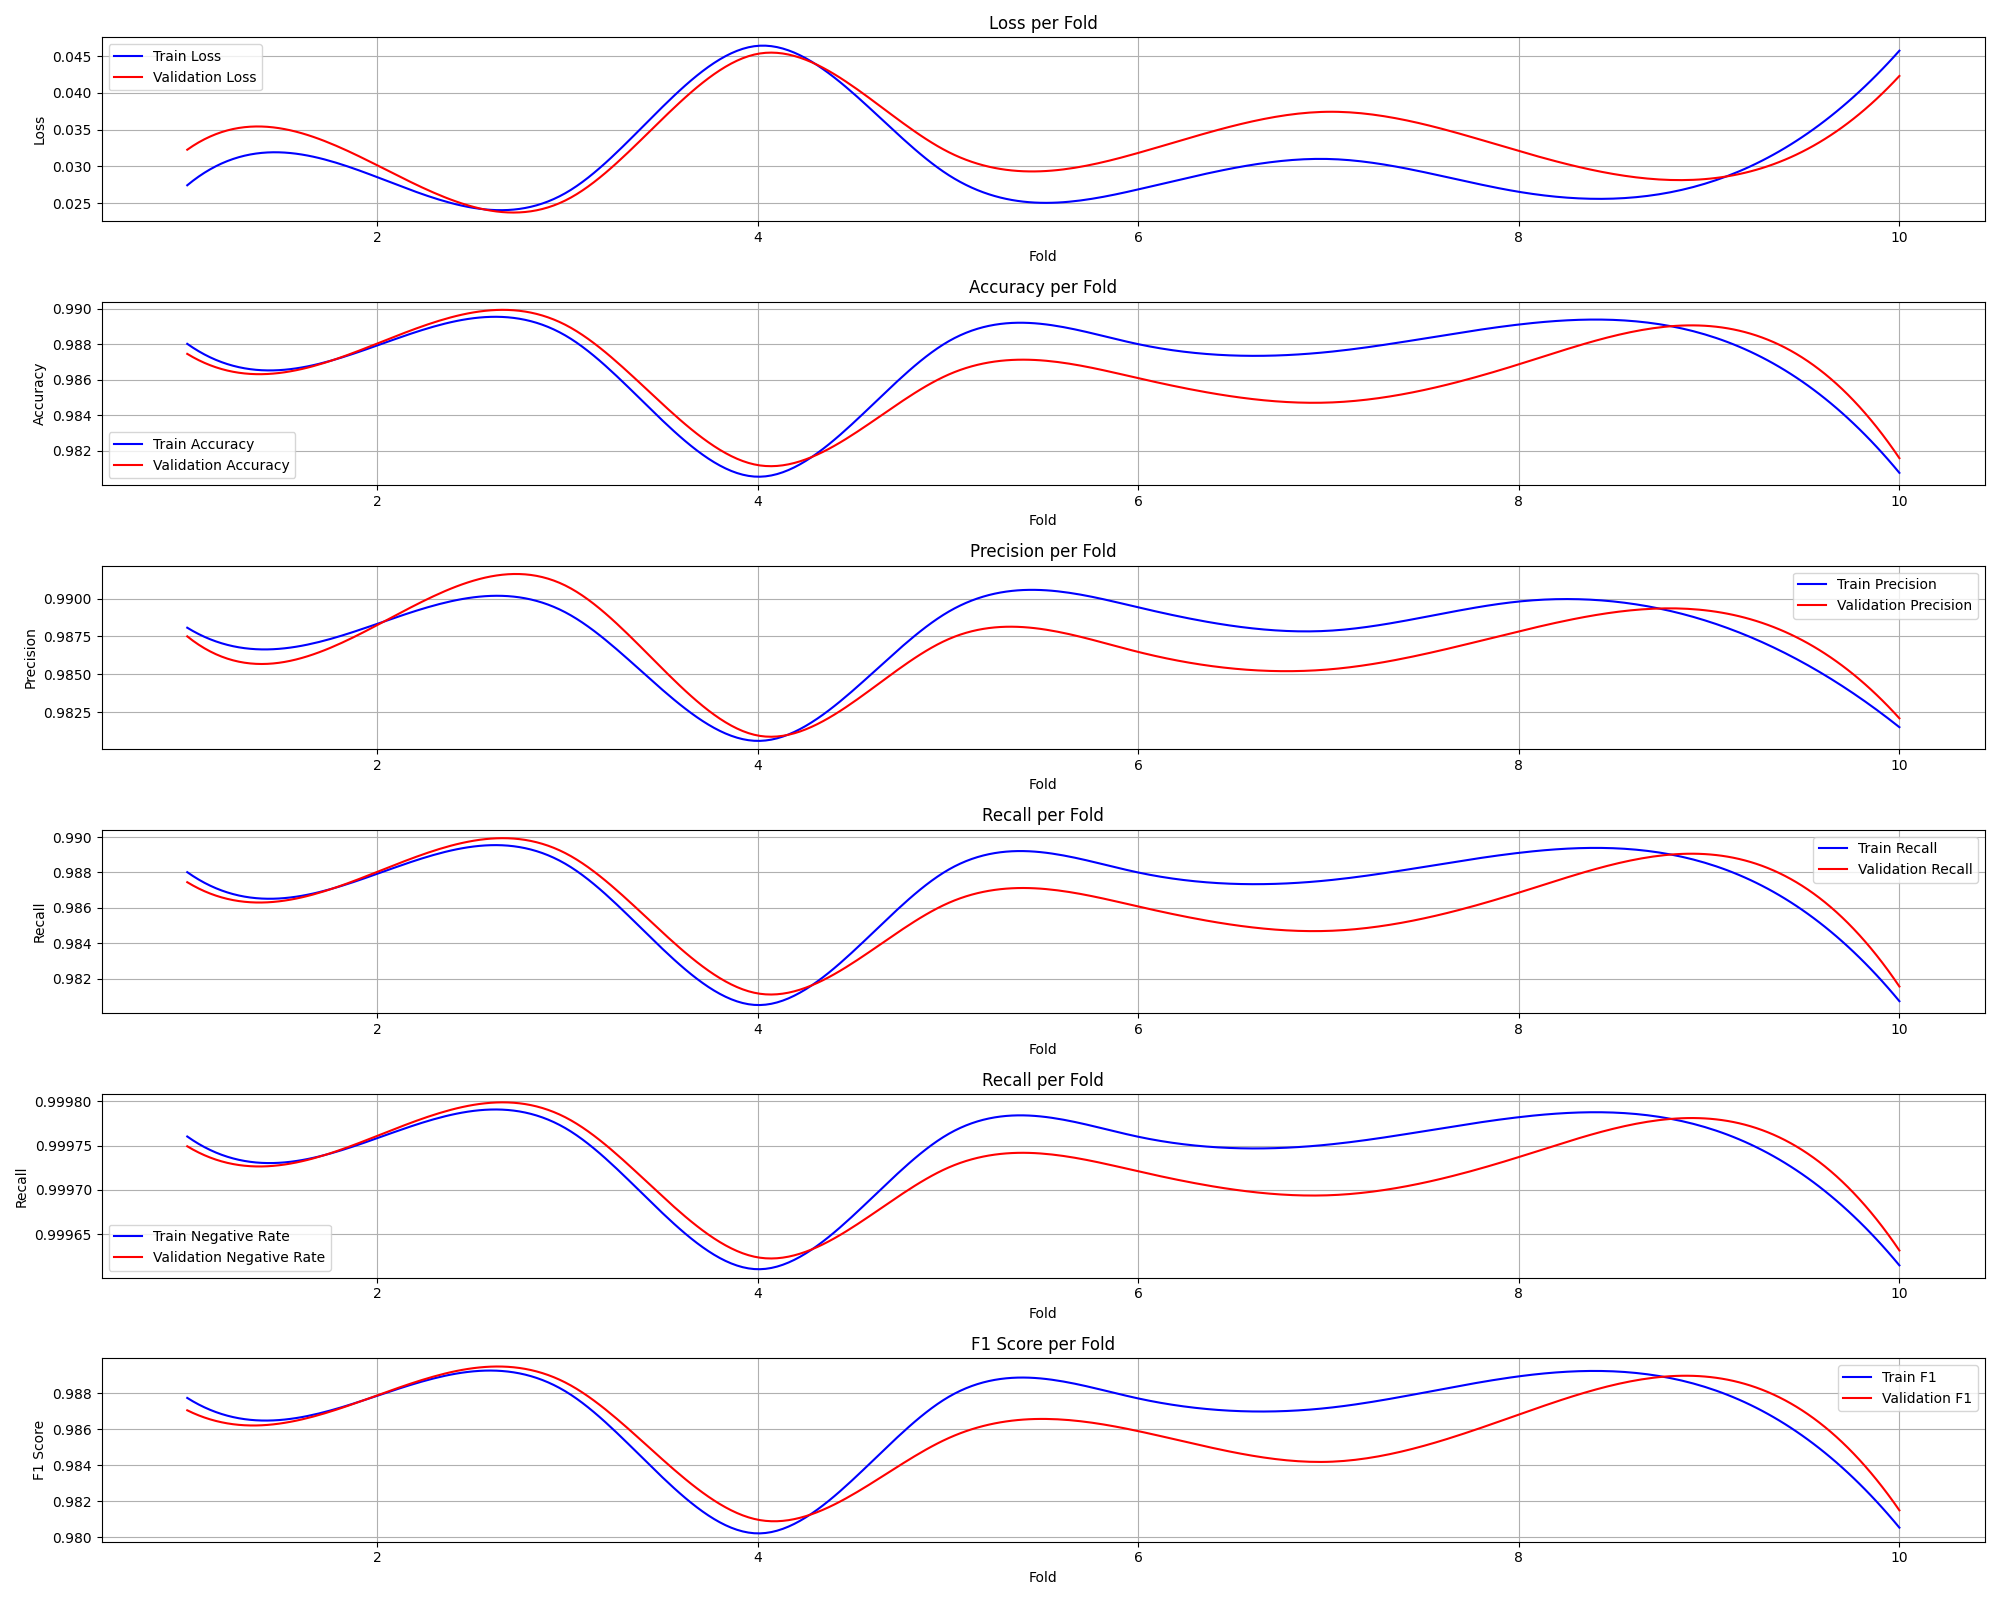 Loss per Fold
0.045
0.040
0.035
0.030
0.025
Loss
Train Loss
Validation Loss
2 4 6 8 10
Fold
Accuracy per Fold
0.990
0.988
0.986
0.984
0.982
Accuracy
Train Accuracy
Validation Accuracy
2 4 6 8 10
Fold
Precision per Fold
0.9900
0.9875
0.9850
0.9825
Precision
Train Precision
Validation Precision
2 4 6 8 10
Fold
Recall per Fold
0.990
0.988
0.986
0.984
0.982
Recall
Train Recall
Validation Recall
2 4 6 8 10
Fold
Recall per Fold
0.99980
0.99975
0.99970
0.99965
Recall
Train Negative Rate
Validation Negative Rate
2 4 6 8 10
Fold
F1 Score per Fold
0.988
0.986
0.984
0.982
0.980
F1 Score
Train F1
Validation F1
2 4 6 8 10
Fold